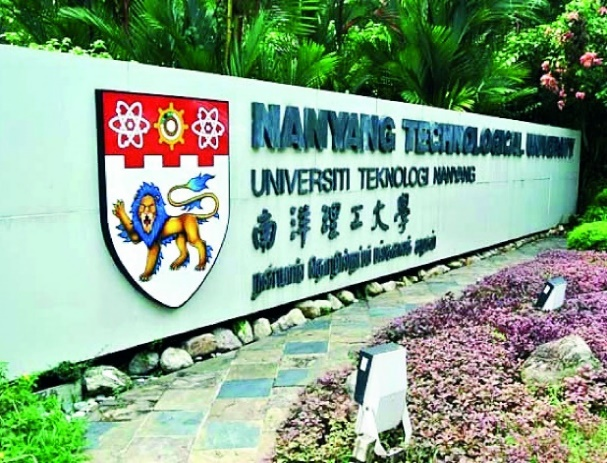 NANYANG TECHNOLOGICAL UNIVERSITY
UNIVERSITI TEKNOLOGI NANYANG
南洋理工大學